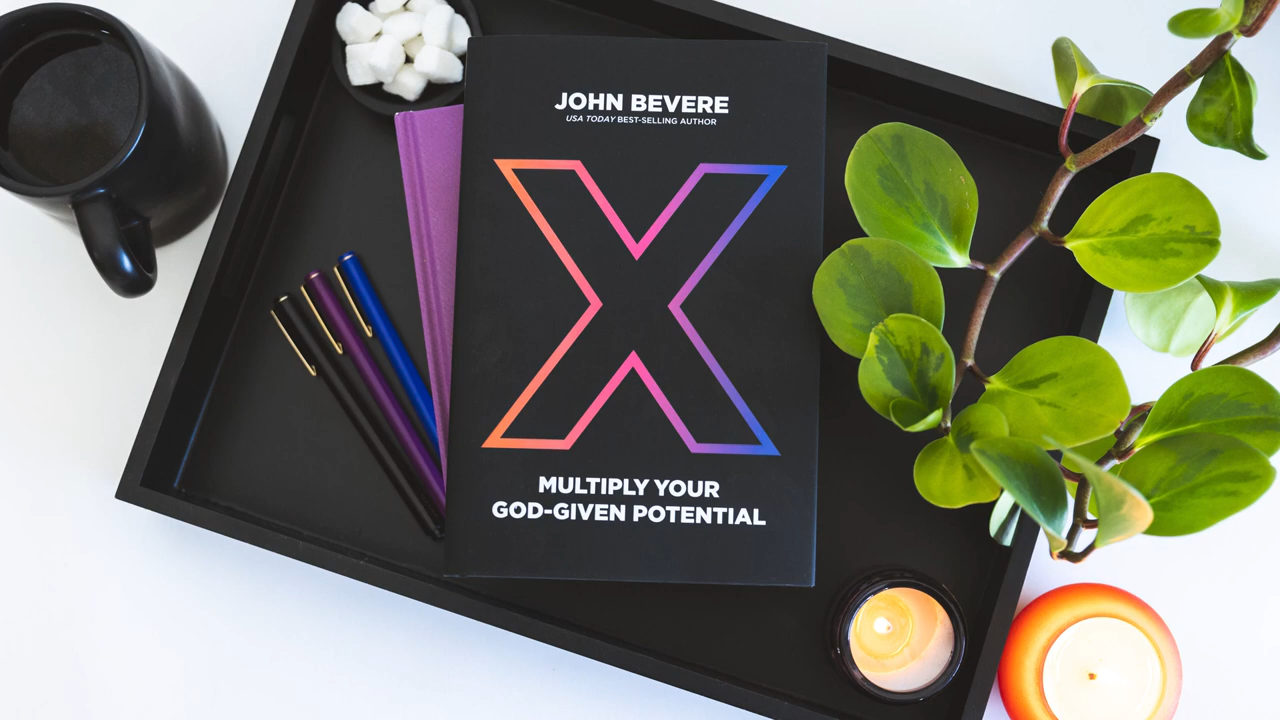 JOHN BEVERE
USA TODAY BEST-SELLING AUTHOR
X
MULTIPLY YOUR
GOD-GIVEN POTENTIAL